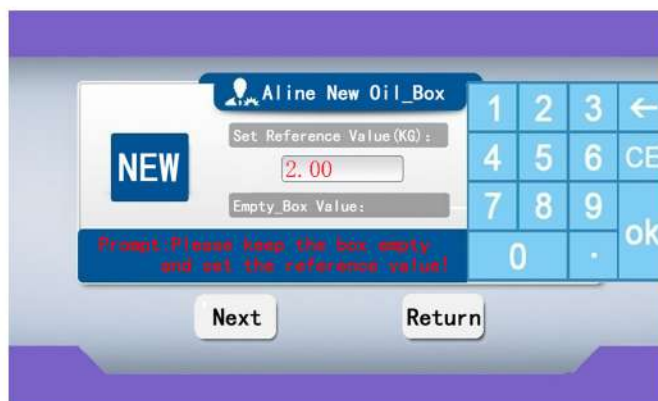 Aline New Oil_Box
NEW
Set Reference Value(KG):
2.00
Empty_Box Value:
Prompt:Please keep the box empty
and set the reference value!
1 2 3 ←
4 5 6 CE
7 8 9
0 . ok
Next
Return